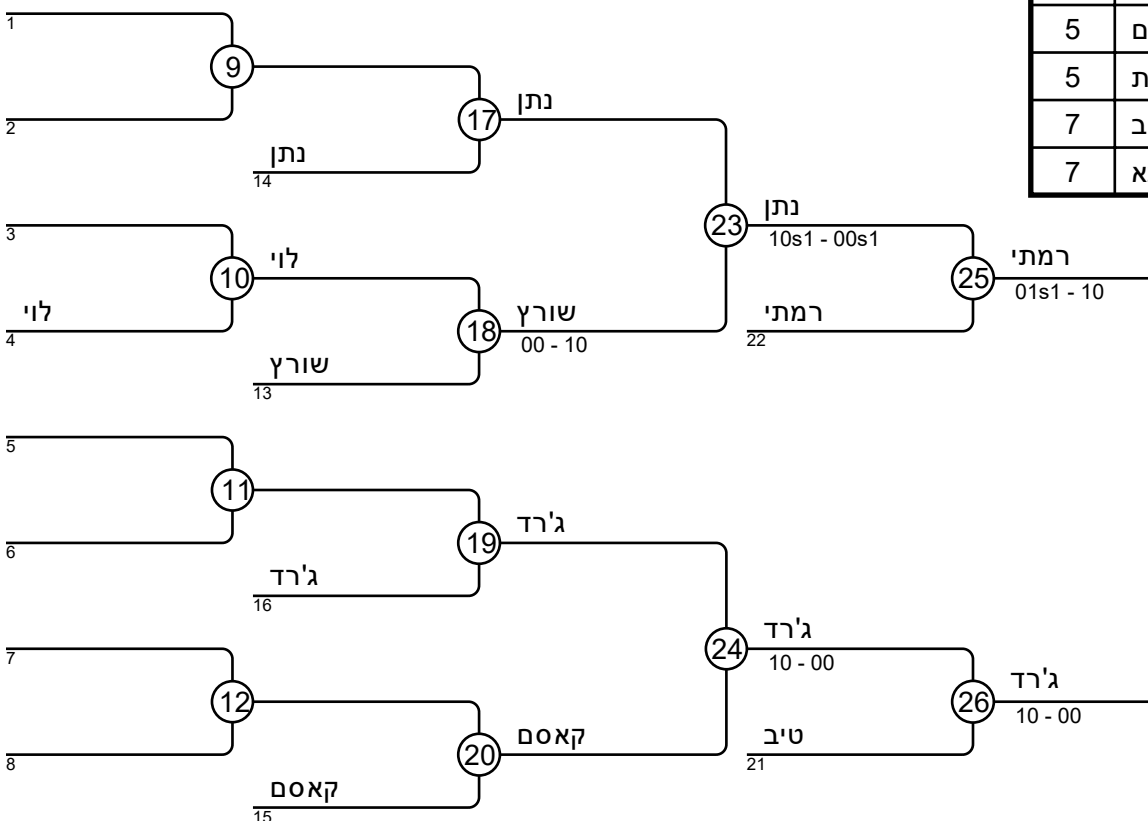 1
9
2
17
נתן
נתן
14
3
10
לוי
לוי
4
18
שורץ
00 - 10
שורץ
13
23
נתן
10s1 - 00s1
רמתי
22
25
רמתי
01s1 - 10
5
11
6
19
ג'רד
ג'רד
16
7
12
8
20
קאסם
קאסם
15
24
ג'רד
10 - 00
טיב
21
26
ג'רד
10 - 00
5 ם
5 ת
7 ב
7 א